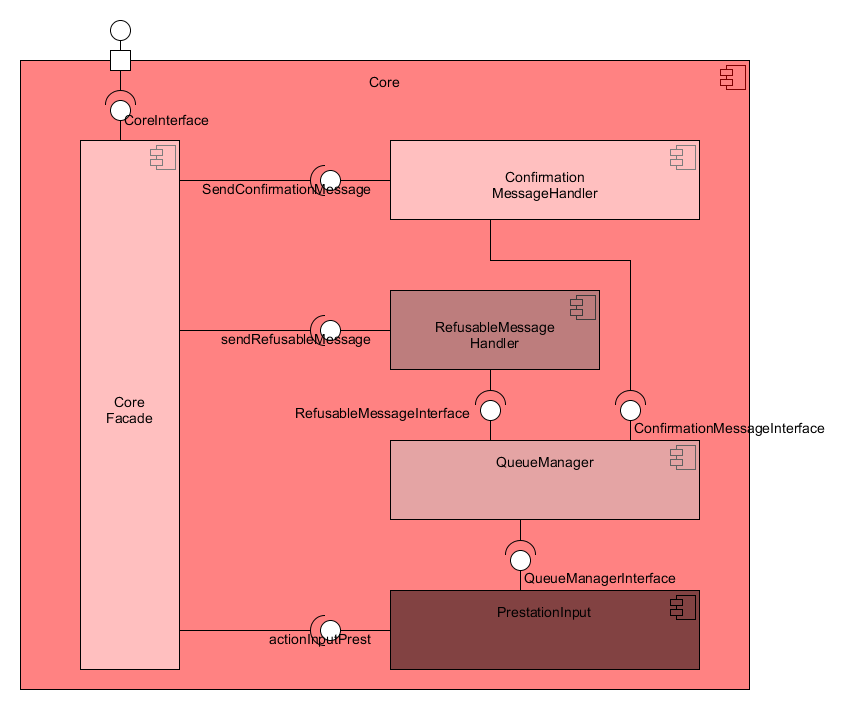 Core
CoreInterface
SendConfirmationMessage
Confirmation
MessageHandler
sendRefusableMessage
RefusableMessage
Handler
Core
Facade
RefusableMessageInterface
ConfirmationMessageInterface
QueueManager
QueueManagerInterface
PrestationInput
actionInputPrest